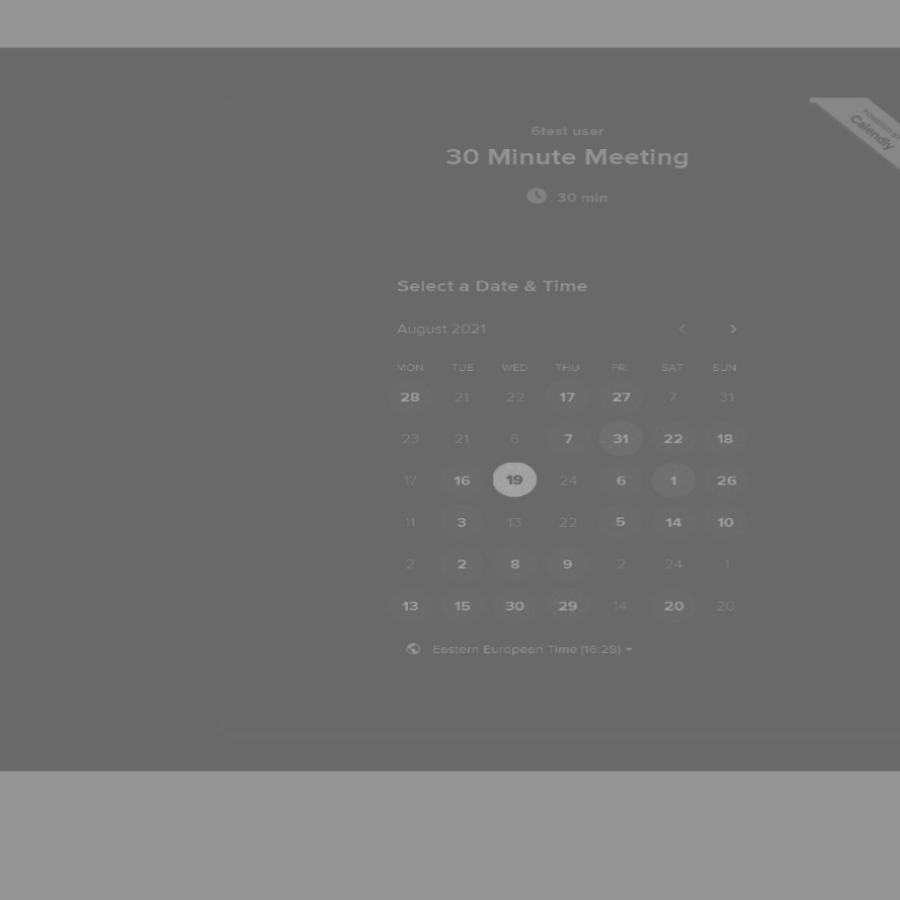 6test user
30 Minute Meeting
30 min
POWERED BY
Calendly
Select a Date & Time
August 2021
MON TUE WED THU FRI SAT SUN
28 21 22 17 27 7 31
23 21 6 7 31 22 18
17 16 19 24 6 1 26
11 3 13 22 5 14 10
2 2 8 9 2 24 1
13 15 30 29 14 20 20
Eastern European Time (16:28)